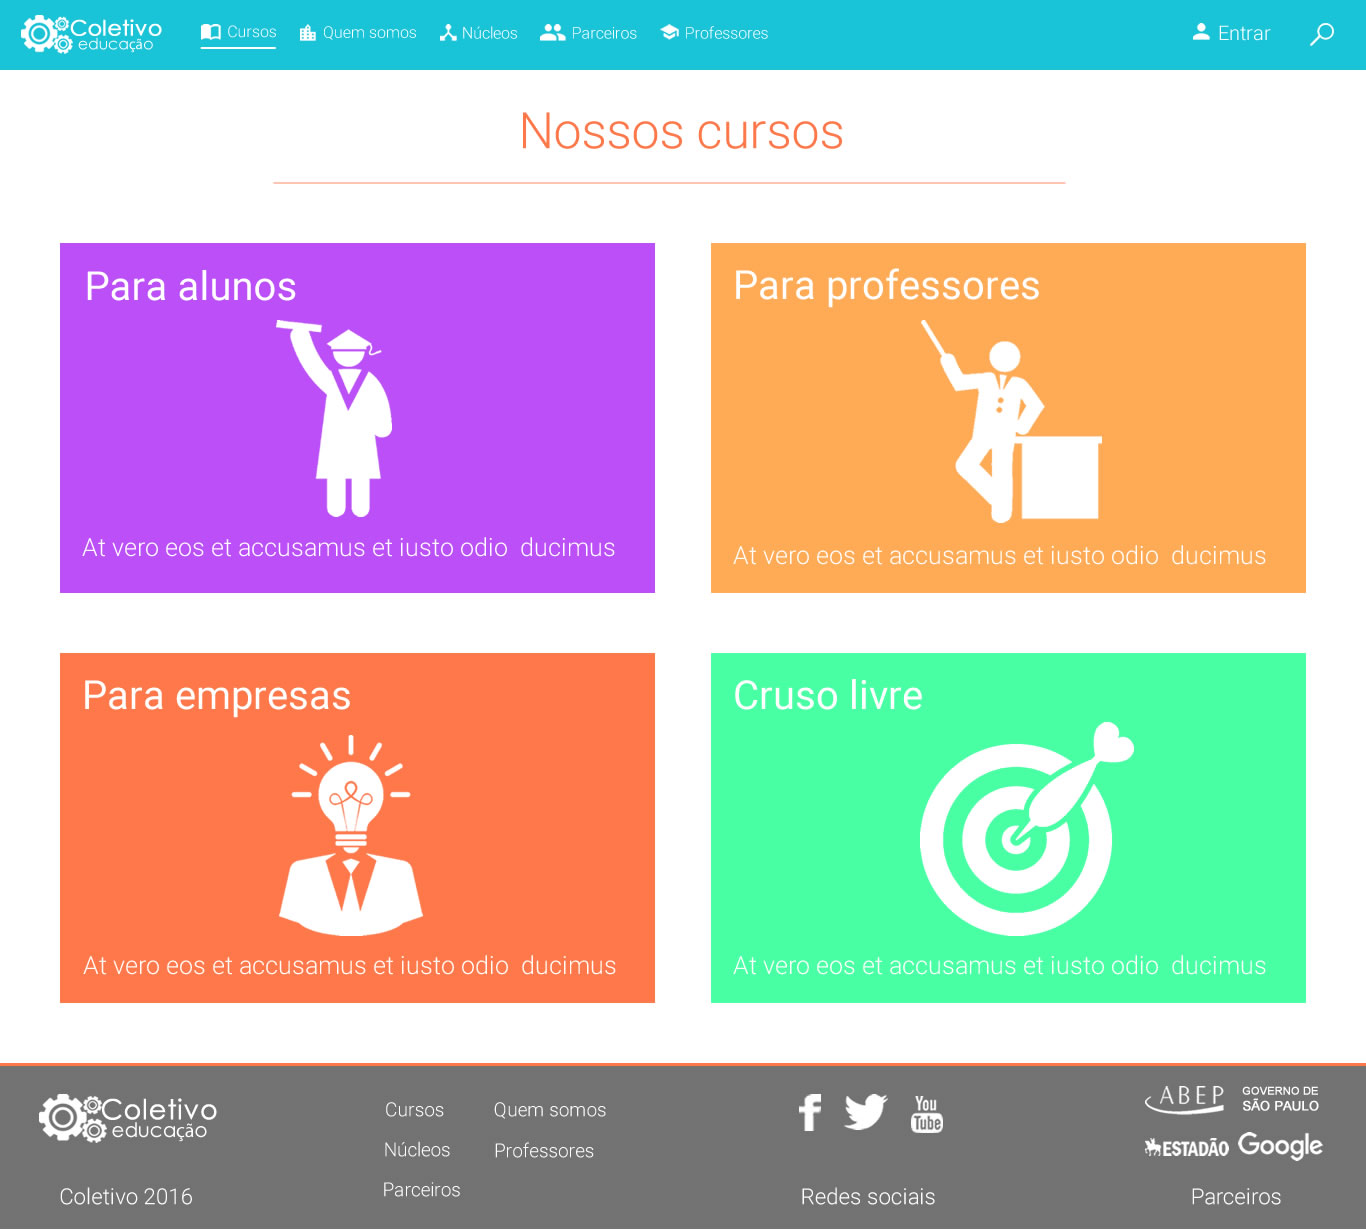 Coletivo
educação
Cursos
Quem somos
Núcleos
Parceiros
Professores
Entrar
Nossos cursos
Para alunos
At vero eos et accusamus et iusto odio ducimus
Para professores
At vero eos et accusamus et iusto odio ducimus
Para empresas
At vero eos et accusamus et iusto odio ducimus
Cruso livre
At vero eos et accusamus et iusto odio ducimus
Coletivo
educação
Coletivo 2016
Cursos
Núcleos
Parceiros
Quem somos
Professores
f
You
Tube
Redes sociais
ABEP
GOVERNO DE
SÃO PAULO
ESTADÃO
Google
Parceiros